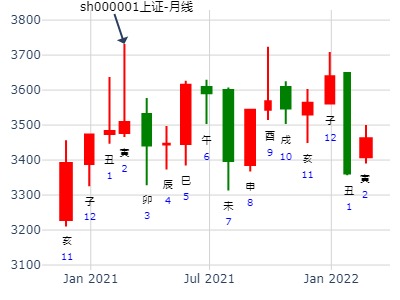 sh000001上证-月线
3800
3700
3600
3500
3400
3300
3200
3100
亥
11
子
12
丑
1
寅
2
卯
3
辰
4
巳
5
午
6
未
7
申
8
酉
9
戌
10
亥
11
子
12
丑
1
寅
2
Jan 2021
Jul 2021
Jan 2022